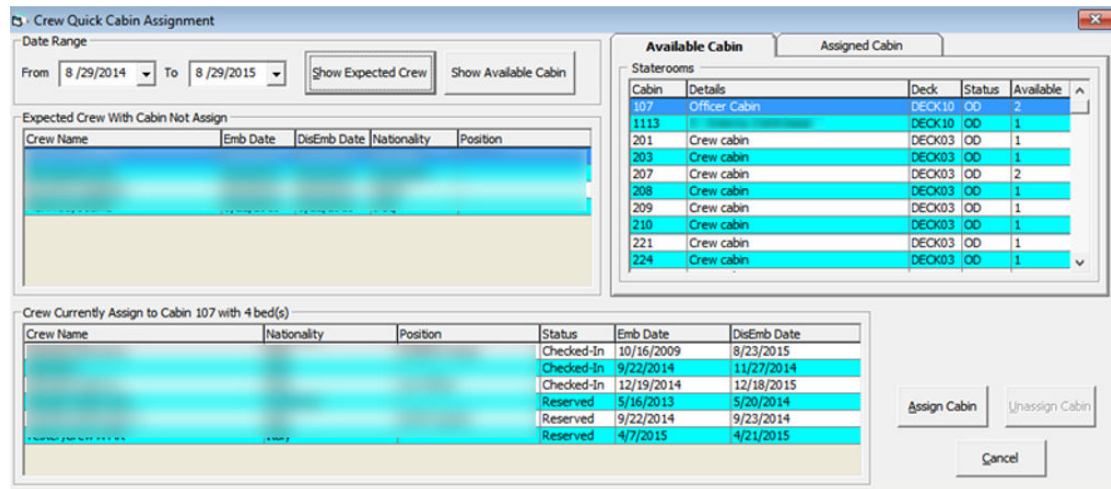 Crew Quick Cabin Assignment
Date Range
From 8 /29/2014 To 8 /29/2015 Show Expected Crew Show Available Cabin
Available Cabin Assigned Cabin
Staterooms
Cabin Details Deck Status Available
107 Officer Cabin DECK10 OD 2
1113 DECK10 OD 1
201 Crew cabin DECK03 OD 1
203 Crew cabin DECK03 OD 1
207 Crew cabin DECK03 OD 2
208 Crew cabin DECK03 OD 1
209 Crew cabin DECK03 OD 1
210 Crew cabin DECK03 OD 1
221 Crew cabin DECK03 OD 1
224 Crew cabin DECK03 OD 1
Expected Crew With Cabin Not Assign
Crew Name Emb Date DisEmb Date Nationality Position
Crew Currently Assign to Cabin 107 with 4 bed(s)
Crew Name Nationality Position Status Emb Date DisEmb Date
Checked-In 10/16/2009 8/23/2015
Checked-In 9/22/2014 11/27/2014
Checked-In 12/19/2014 12/18/2015
Reserved 5/16/2013 5/20/2014
Reserved 9/22/2014 9/23/2014
Reserved 4/7/2015 4/21/2015
Assign Cabin Unassign Cabin
Cancel